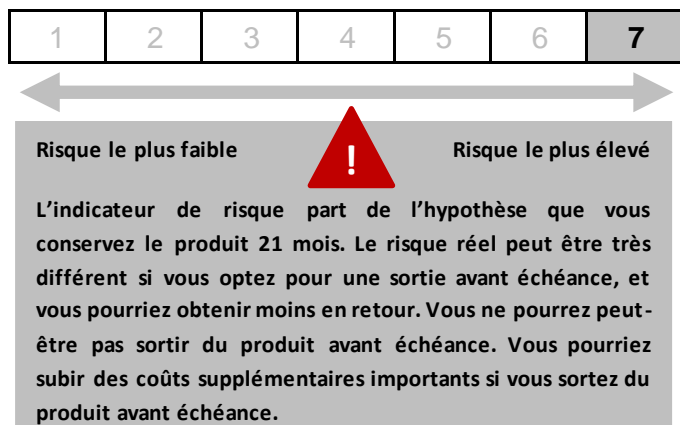 1 2 3 4 5 6 7
!
Risque le plus faible Risque le plus élevé
L’indicateur de risque part de l’hypothèse que vous
conservez le produit 21 mois. Le risque réel peut être très
différent si vous optez pour une sortie avant échéance, et
vous pourriez obtenir moins en retour. Vous ne pourrez peut-
être pas sortir du produit avant échéance. Vous pourriez
subir des coûts supplémentaires importants si vous sortez du
produit avant échéance.